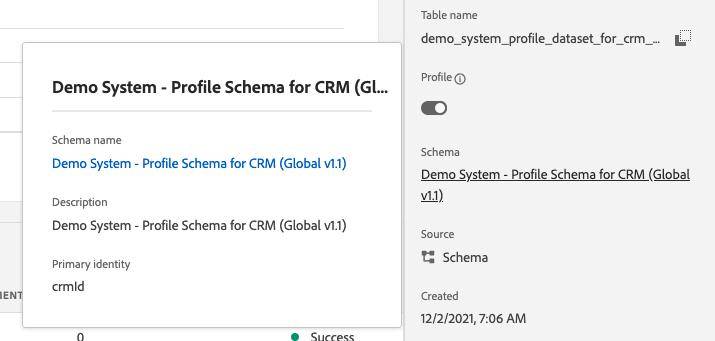 Demo System - Profile Schema for CRM (Gl...
Schema name
Demo System - Profile Schema for CRM (Global v1.1)
Description
Demo System - Profile Schema for CRM (Global v1.1)
Primary identity
crmId
MENT
0
Success
Table name
demo_system_profile_dataset_for_crm_...
Profile
Schema
Demo System - Profile Schema for CRM (Global
v1.1)
Source
Schema
Created
12/2/2021, 7:06 AM